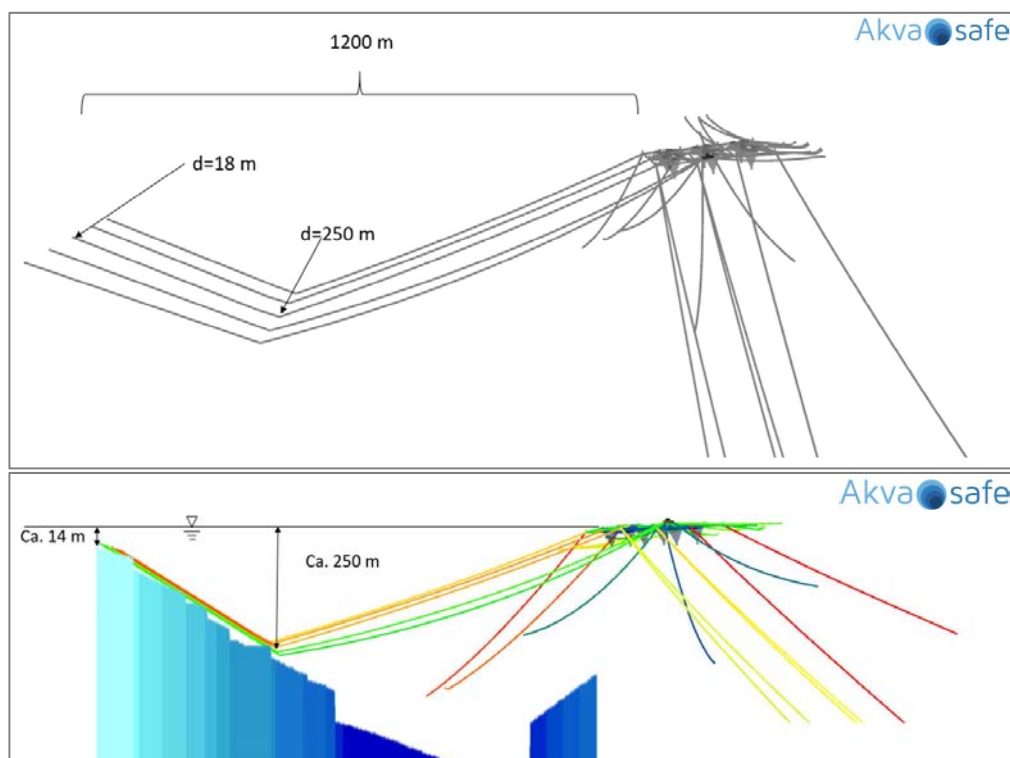 Akva safe
1200 m
d=18 m
d=250 m
Akva safe
Ca. 14 m
Ca. 250 m